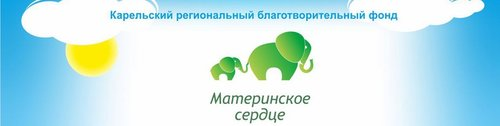 Карельский региональный благотворительный фонд
Материнское
сердце